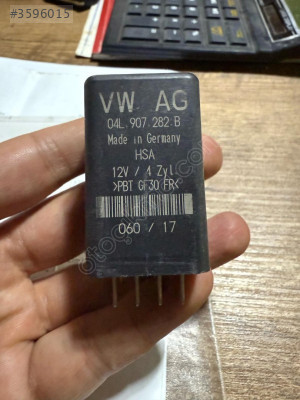 #3596015
VW AG
04L 907 282 B
Made in Germany
HSA
12V / 4 Zyl.
>PBT GF30 FR<
060 / 17